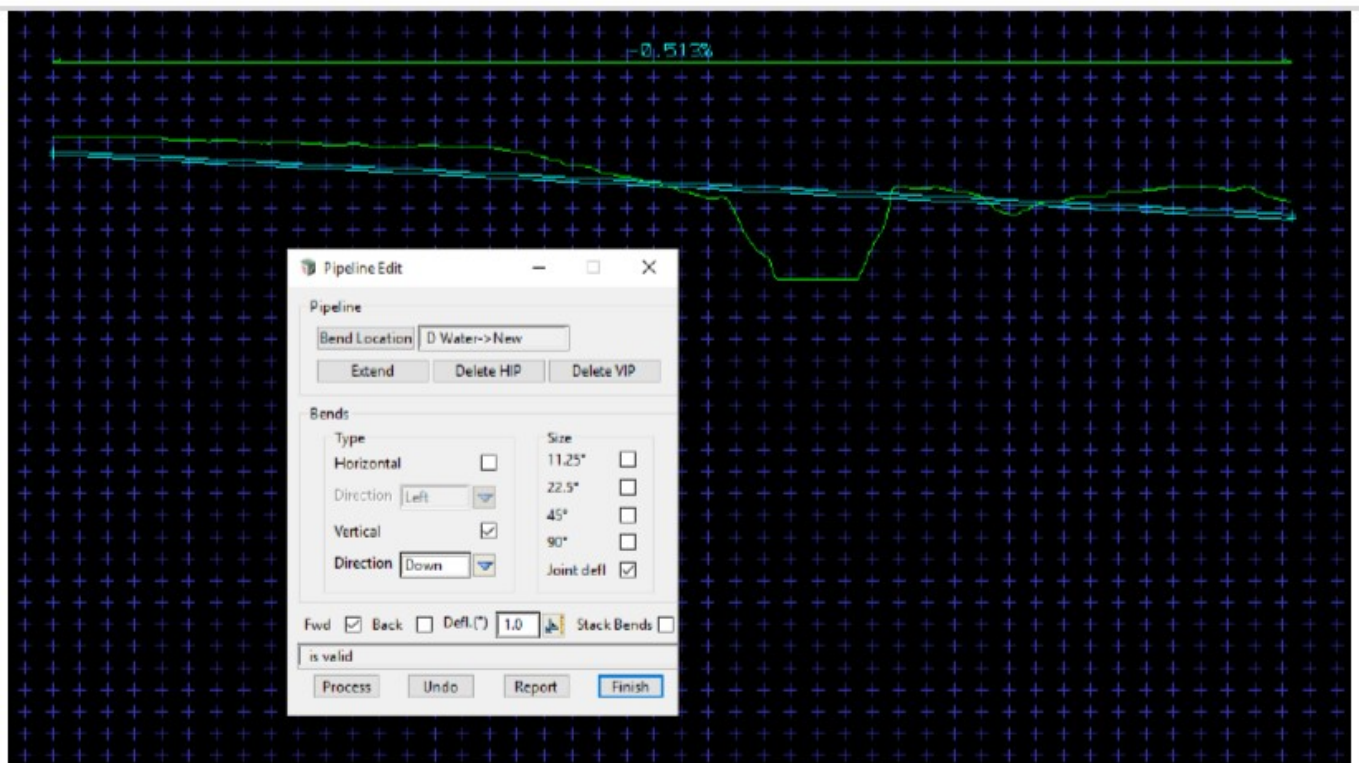 -0.513%
Pipeline Edit
Pipeline
Bend Location D Water->New
Extend Delete HIP Delete VIP
Bends
Type Size
Horizontal 11.25°
Direction Left 22.5°
Vertical 45°
Direction Down 90°
Joint defl
Fwd Back Defl.(°) 1.0 Stack Bends
is valid
Process Undo Report Finish